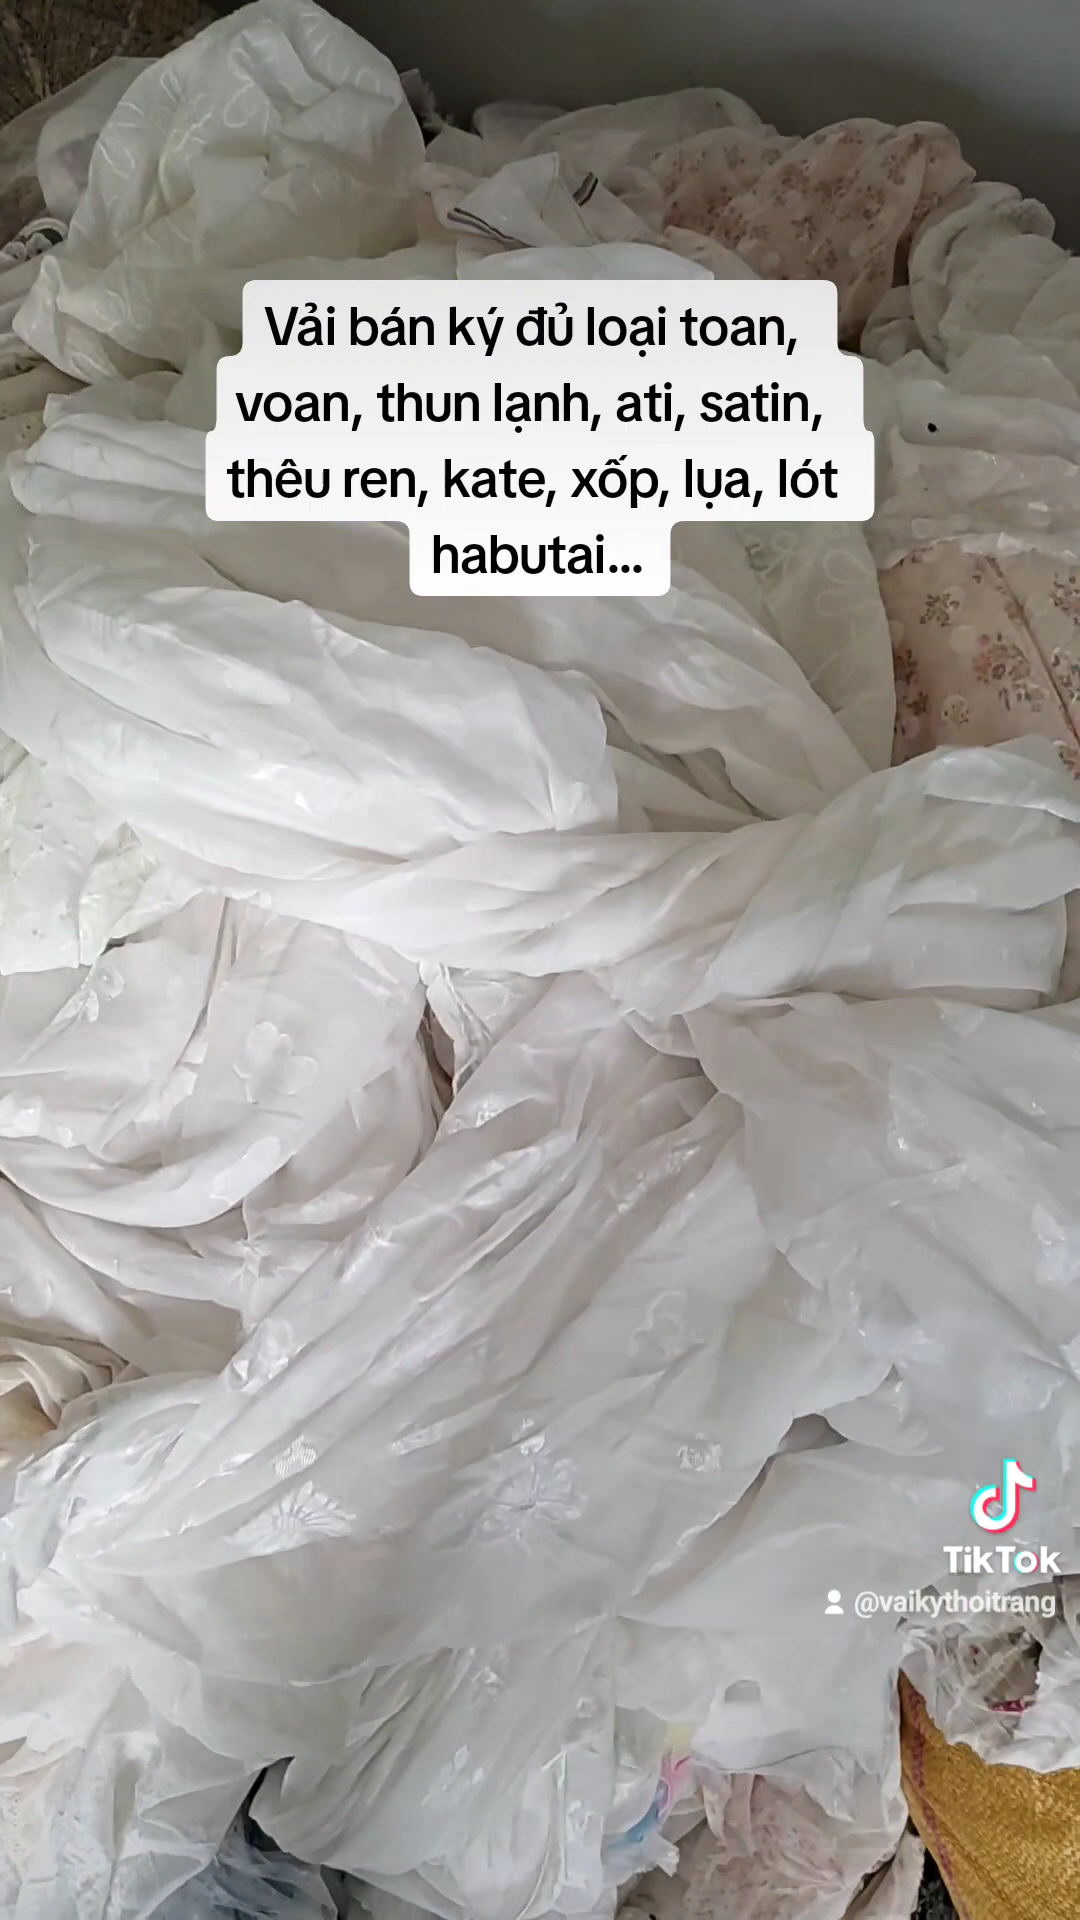 Vải bán ký đủ loại toan,
voan, thun lạnh, ati, satin,
thêu ren, kate, xốp, lụa, lót
habutai...
TikTok
@vaikythoitrang